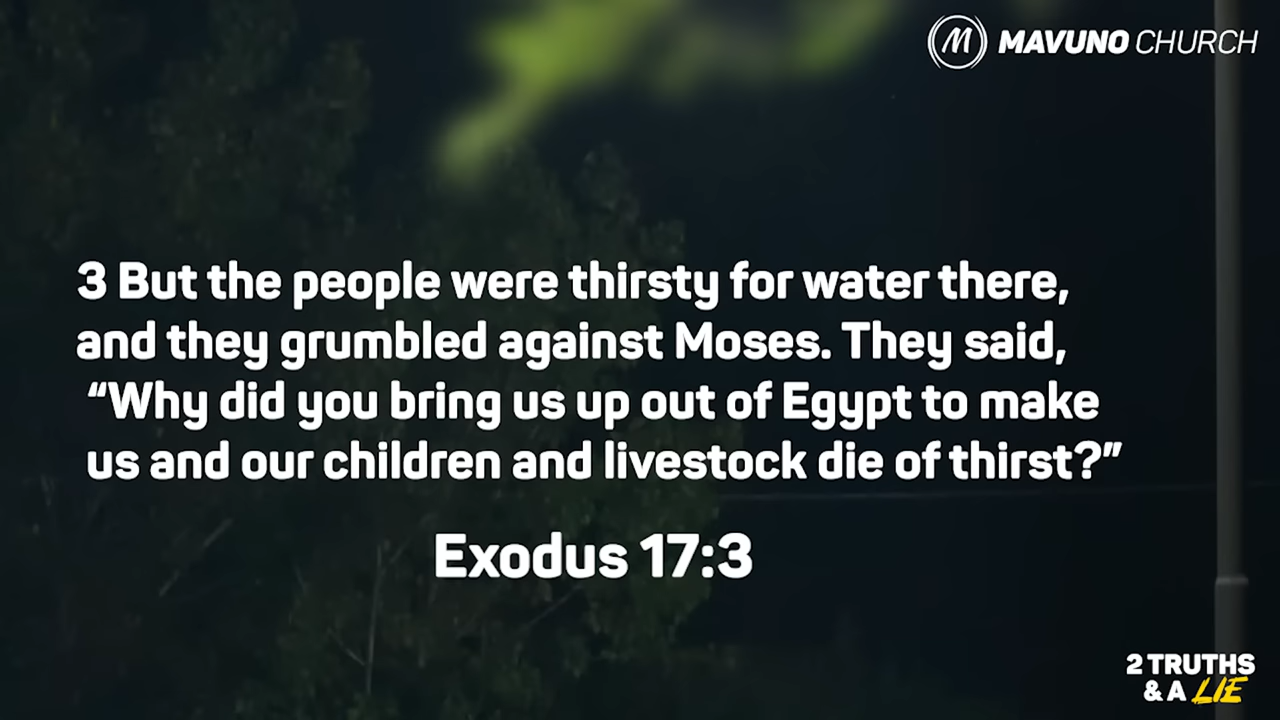 MAVUNO CHURCH
3 But the people were thirsty for water there,
and they grumbled against Moses. They said,
“Why did you bring us up out of Egypt to make
us and our children and livestock die of thirst?”
Exodus 17:3
2 TRUTHS
& A LIE